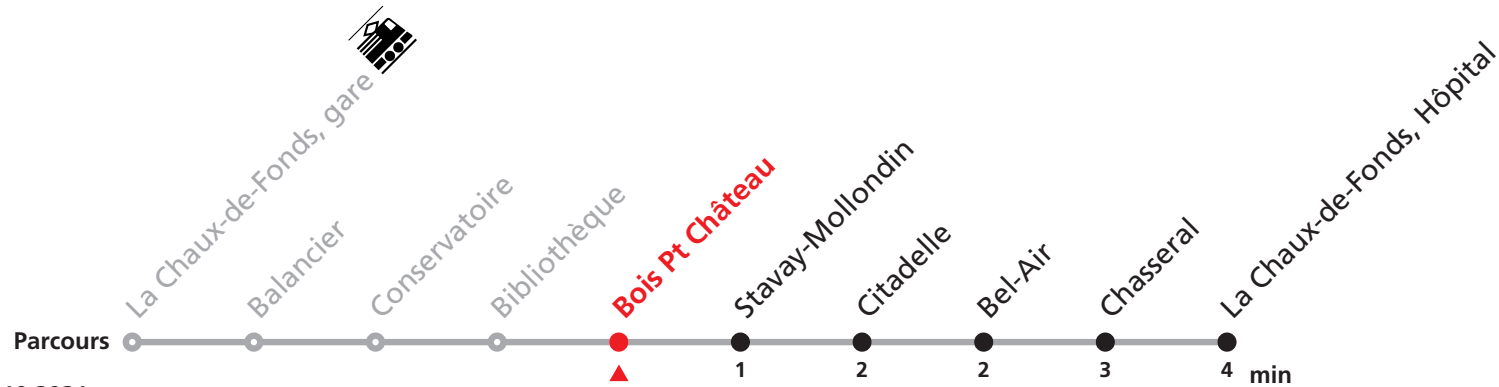 La Chaux-de-Fonds, gare
Balancier
Conservatoire
Bibliothèque
Bois Pt Château
Stavay-Mollondin
Citadelle
Bel-Air
Chasseral
La Chaux-de-Fonds, Hôpital
Parcours
1 2 2 3 4 min